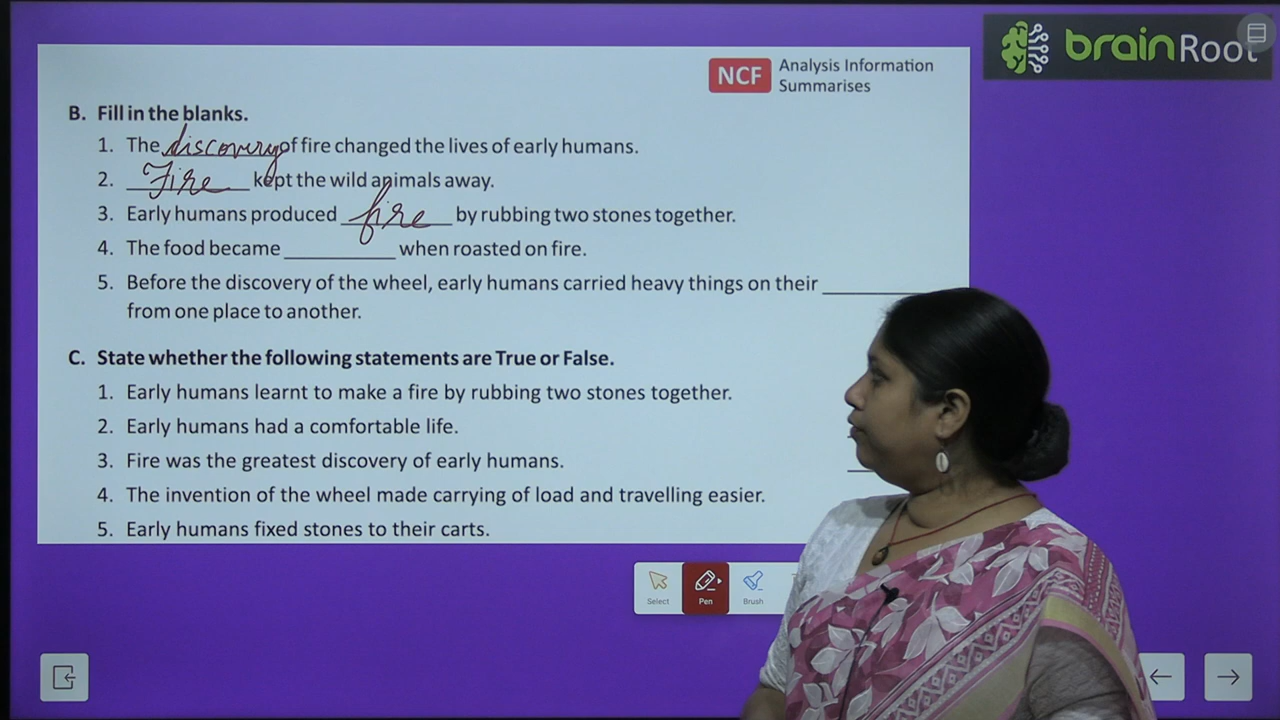 brainRoot
NCF Analysis Information
Summarises
B. Fill in the blanks.
1. The discovery of fire changed the lives of early humans.
2. Fire kept the wild animals away.
3. Early humans produced fire by rubbing two stones together.
4. The food became __________ when roasted on fire.
5. Before the discovery of the wheel, early humans carried heavy things on their __________
from one place to another.
C. State whether the following statements are True or False.
1. Early humans learnt to make a fire by rubbing two stones together.
2. Early humans had a comfortable life.
3. Fire was the greatest discovery of early humans.
4. The invention of the wheel made carrying of load and travelling easier.
5. Early humans fixed stones to their carts.
Select Pen Brush